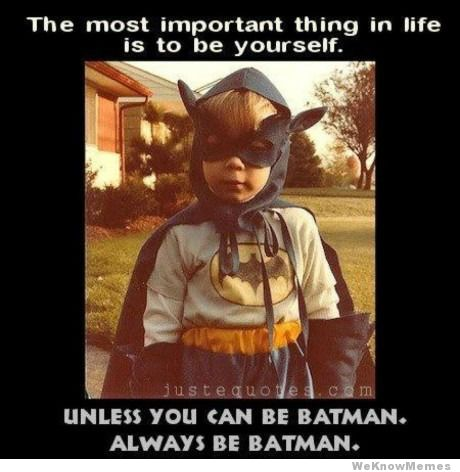 The most important thing in life
is to be yourself.
justequotes.com
UNLESS YOU CAN BE BATMAN.
ALWAYS BE BATMAN.
WeKnowMemes